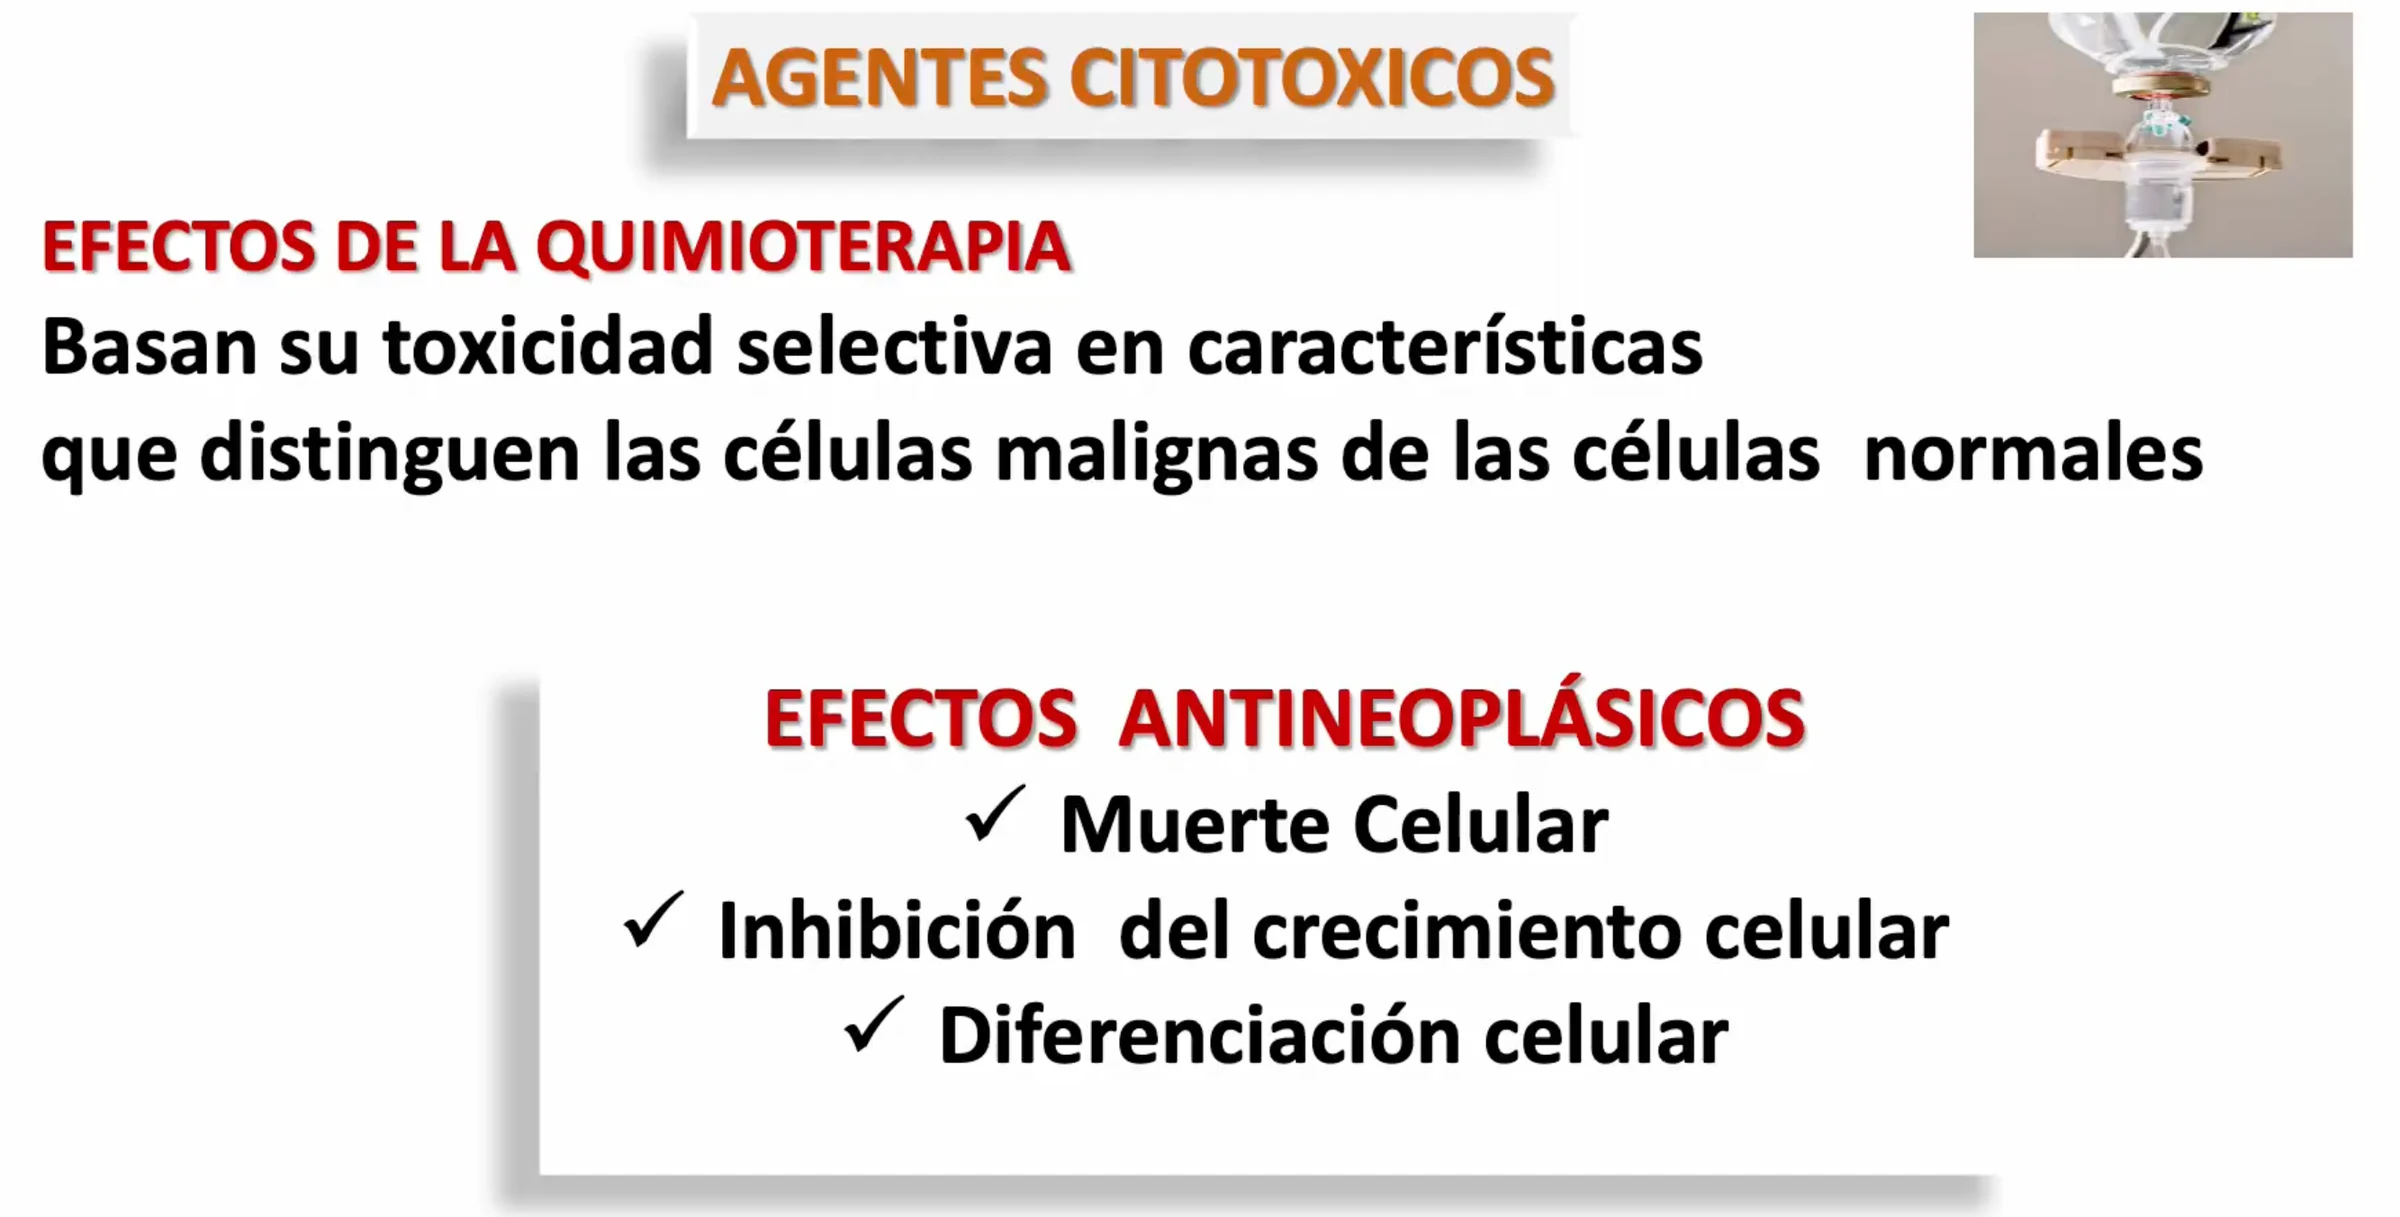 AGENTES CITOTOXICOS
EFECTOS DE LA QUIMIOTERAPIA
Basan su toxicidad selectiva en características
que distinguen las células malignas de las células normales
EFECTOS ANTINEOPLÁSICOS
✓ Muerte Celular
✓ Inhibición del crecimiento celular
✓ Diferenciación celular